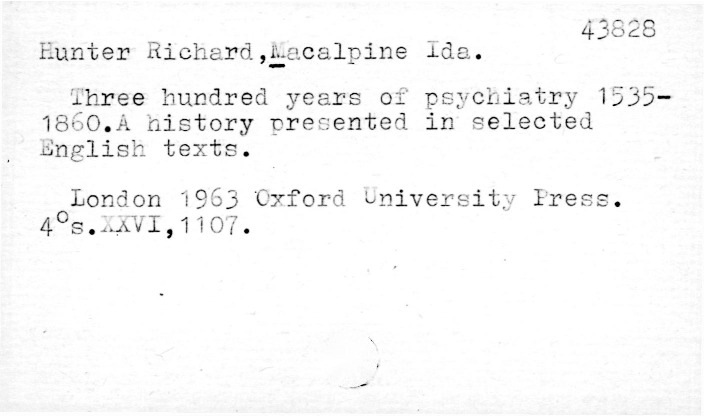 43828
Hunter Richard,Macalpine Ida.
Three hundred years of psychiatry 1535-
1860.A history presented in selected
English texts.
London 1963 Oxford University Press.
4⁰s.XXVI,1107.